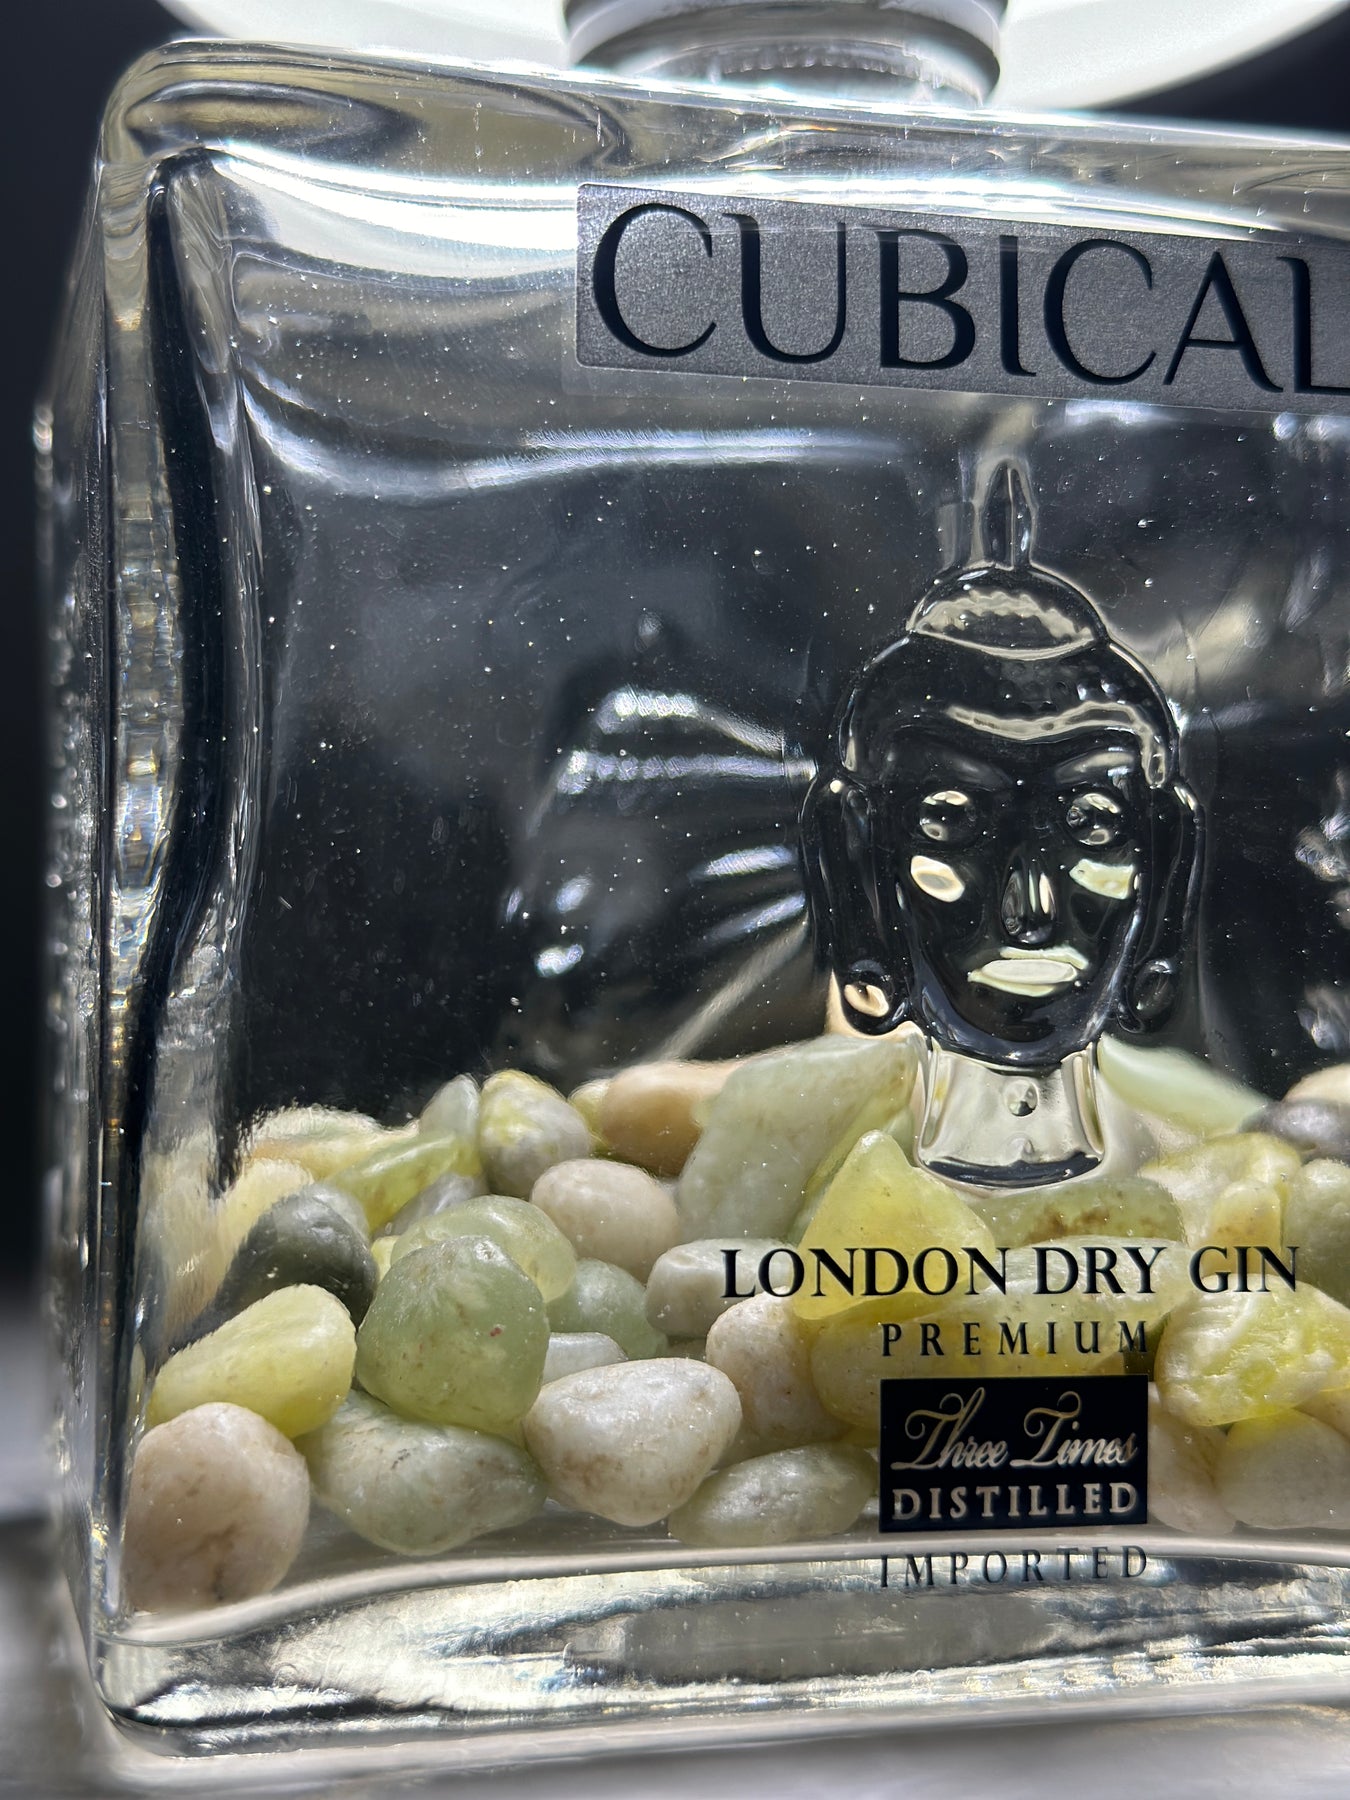 CUBICAL
LONDON DRY GIN
PREMIUM
Three Times
DISTILLED
IMPORTED